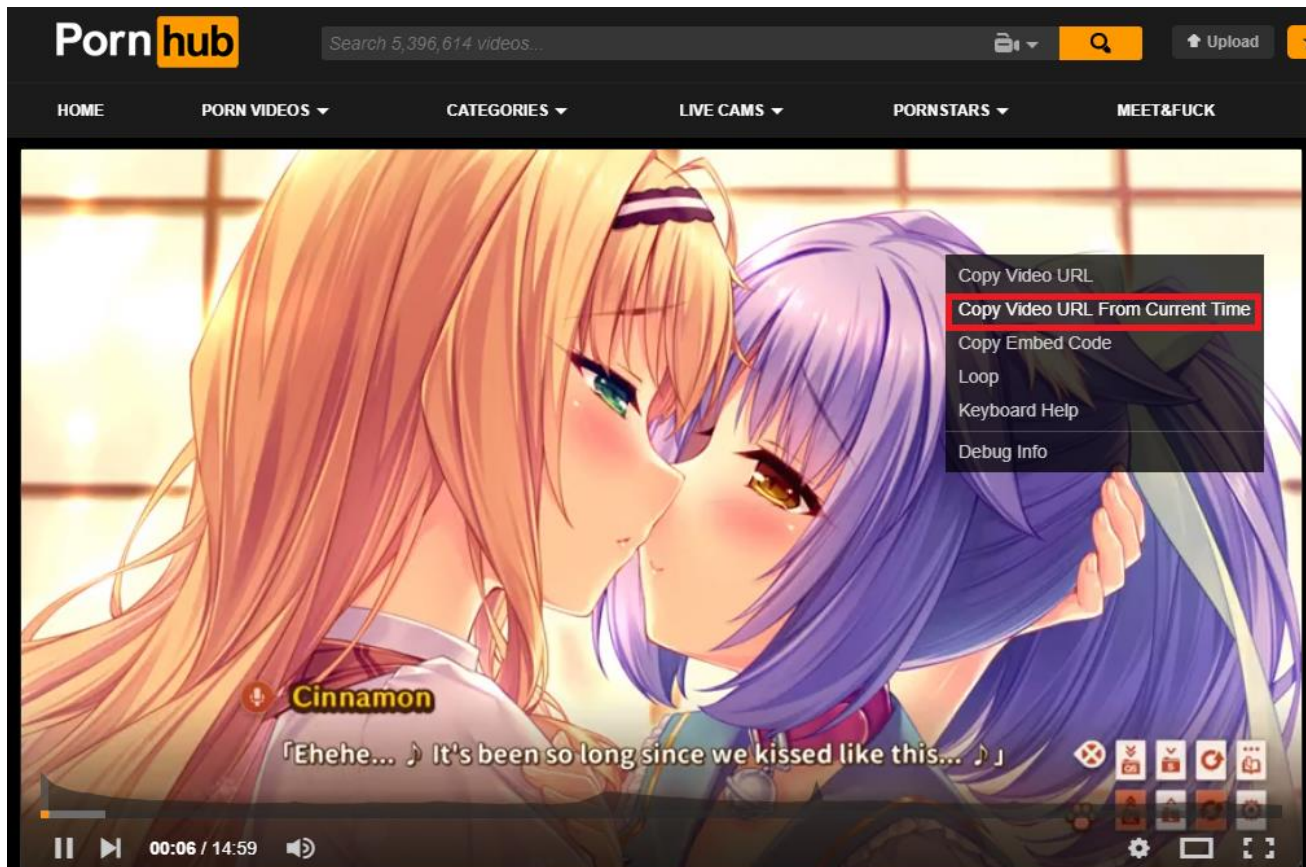 Porn hub
Search 5,396,614 videos...
Upload
HOME PORN VIDEOS CATEGORIES LIVE CAMS PORNSTARS MEET&FUCK
Copy Video URL
Copy Video URL From Current Time
Copy Embed Code
Loop
Keyboard Help
Debug Info
Cinnamon
「Ehehe... ♪ It's been so long since we kissed like this... ♪」
00:06 / 14:59